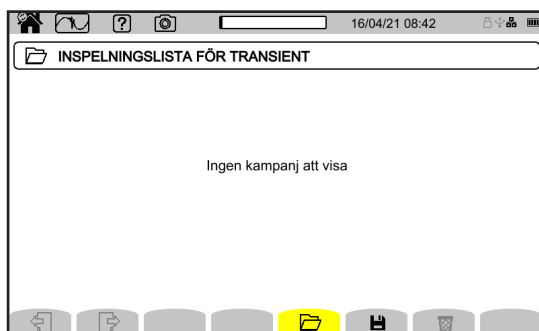 ? 16/04/21 08:42
INSPELNINGSLISTA FÖR TRANSIENT
Ingen kampanj att visa